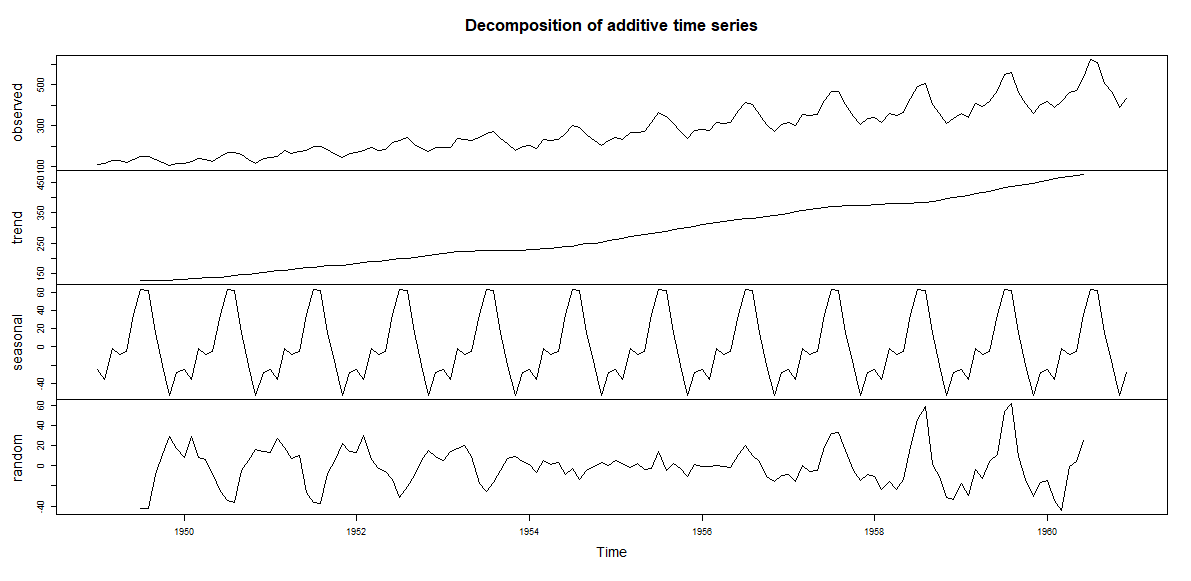 Decomposition of additive time series
observed
100 300 500
trend
150 250 350 450
seasonal
-40 0 20 40 60
random
-40 0 20 40 60
1950 1952 1954 1956 1958 1960
Time